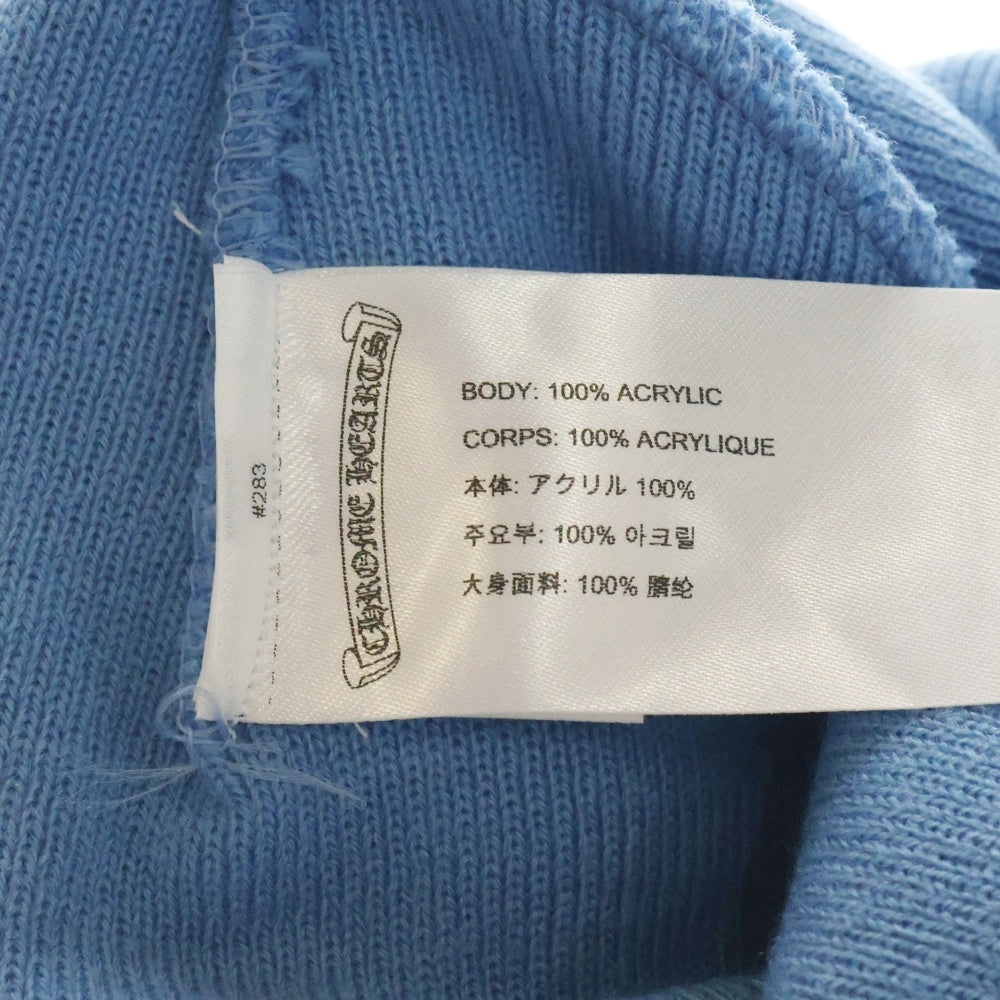 #283
CHROME HEARTS
BODY: 100% ACRYLIC
CORPS: 100% ACRYLIQUE
本体: アクリル 100%
주요부: 100% 아크릴
大身面料: 100% 腈纶